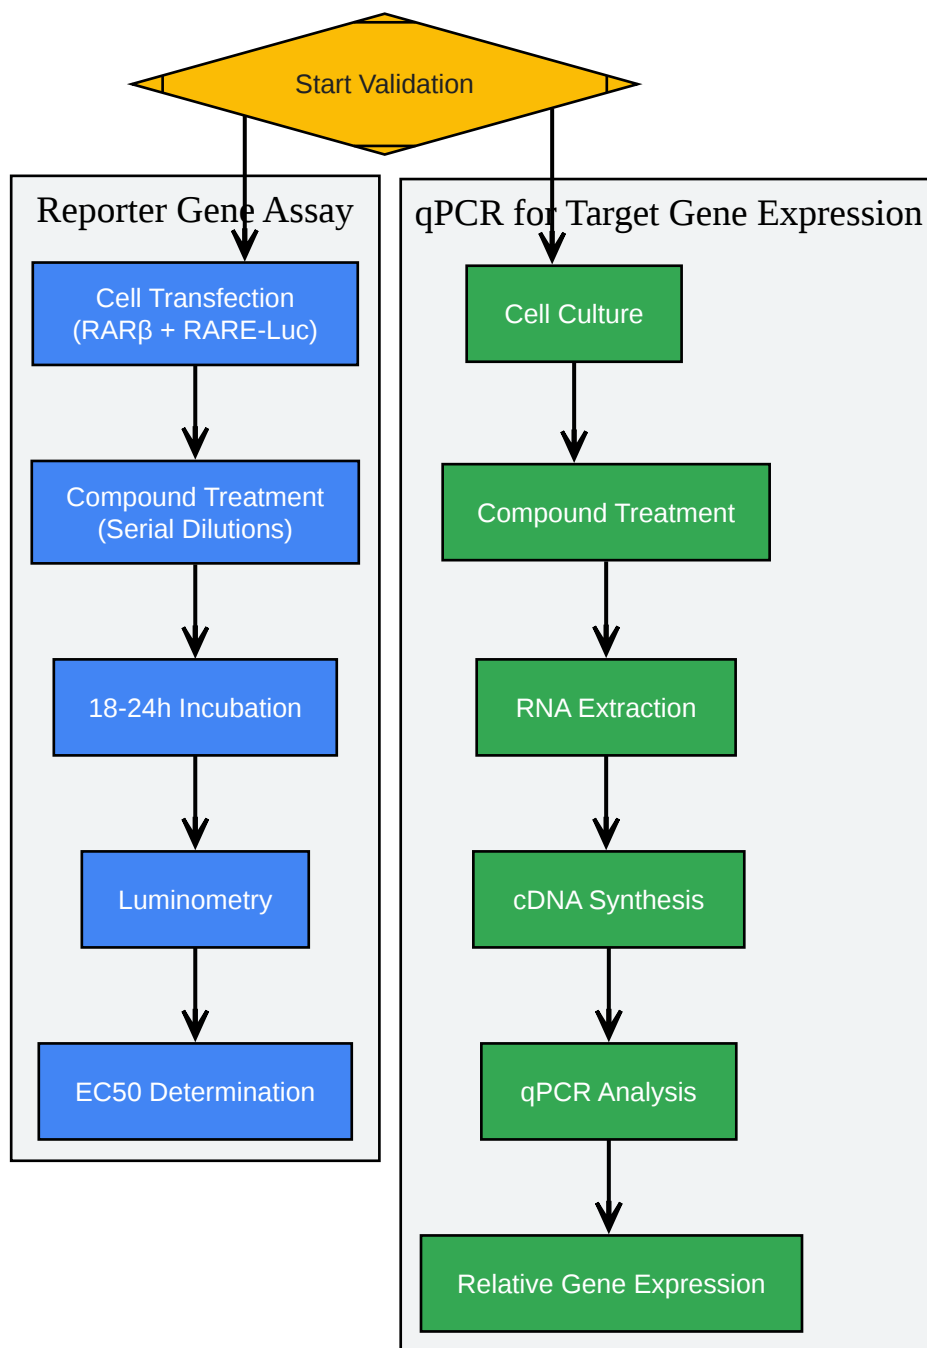 Start Validation
Reporter Gene Assay
Cell Transfection
(RARβ + RARE-Luc)
Compound Treatment
(Serial Dilutions)
18-24h Incubation
Luminometry
EC50 Determination
qPCR for Target Gene Expression
Cell Culture
Compound Treatment
RNA Extraction
cDNA Synthesis
qPCR Analysis
Relative Gene Expression